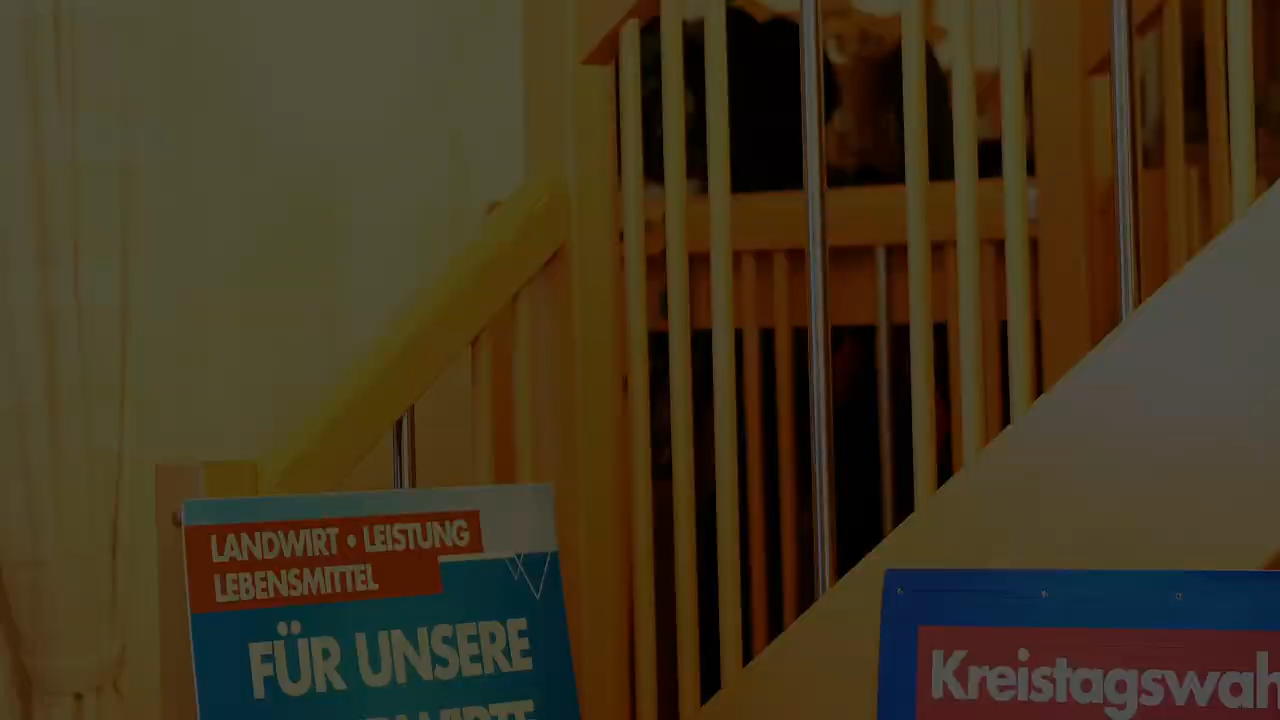 LANDWIRT • LEISTUNG
LEBENSMITTEL
FÜR UNSERE
Kreistagswah